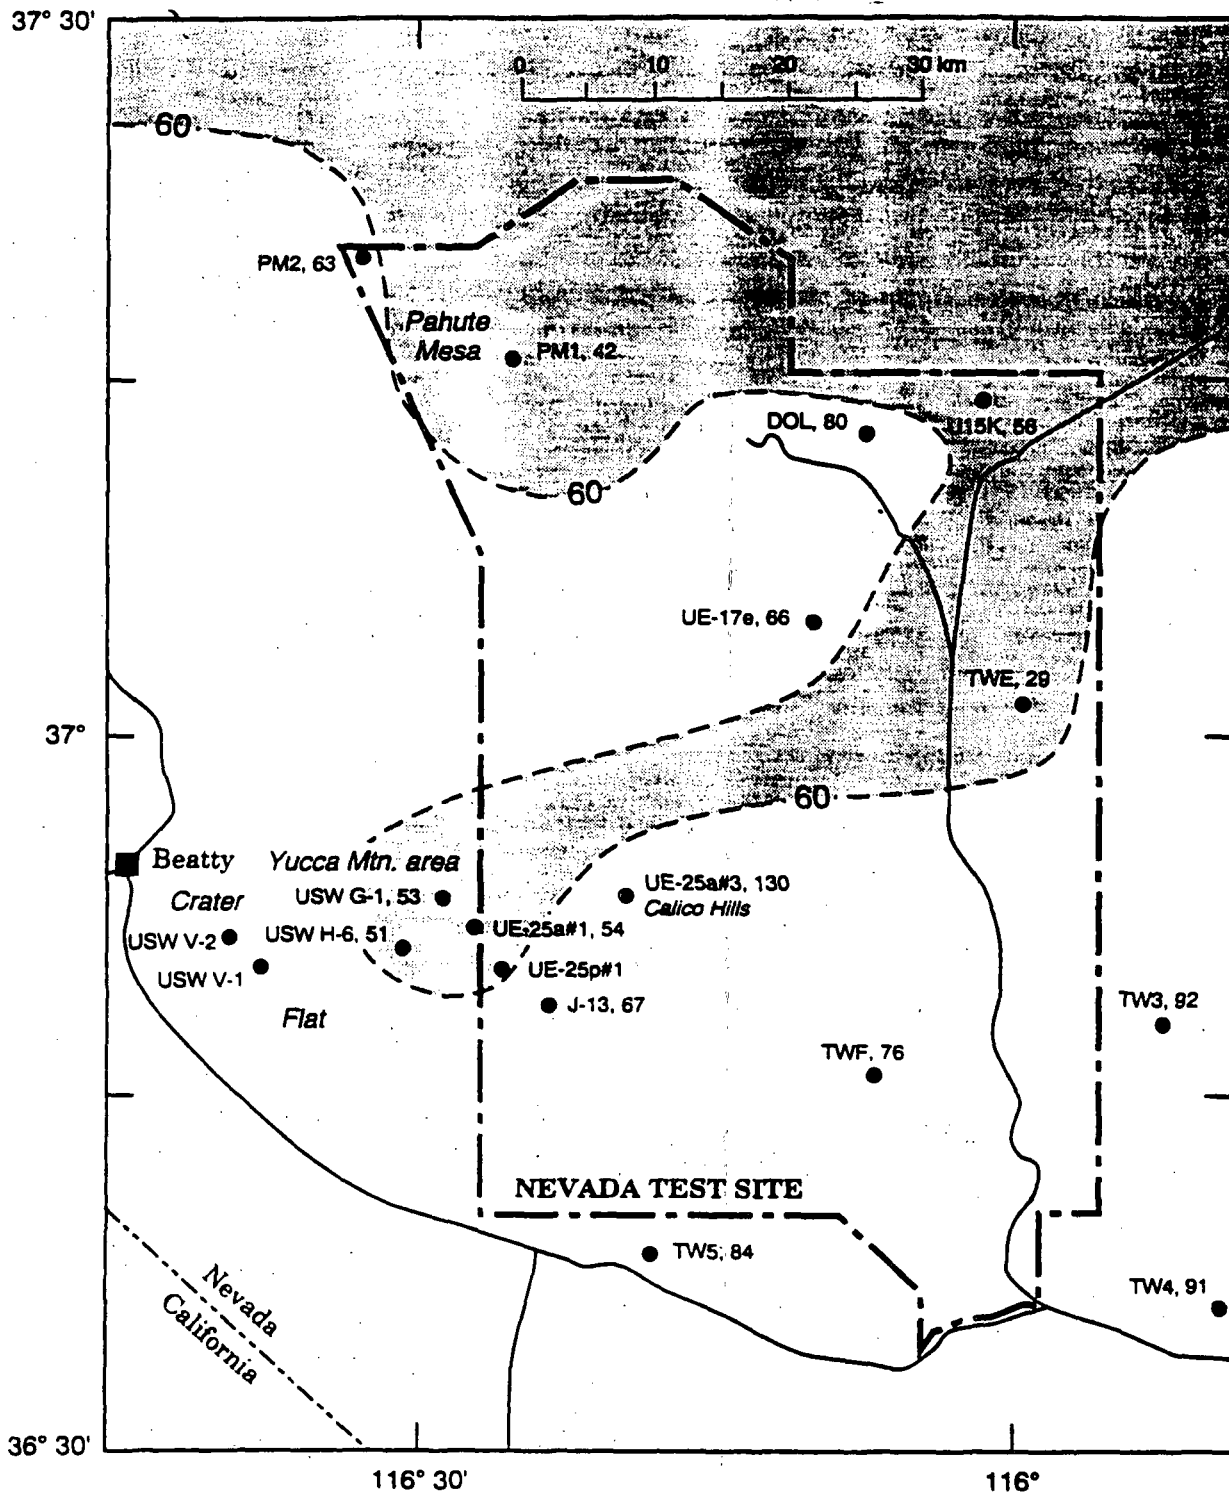 37° 30'
0 10 20 30 km
60
PM2, 63
Pahute
Mesa
PM1, 42
DOL, 80
U15K, 56
60
UE-17e, 66
TWE, 29
37°
60
Beatty
Yucca Mtn. area
Crater
USW G-1, 53
UE-25a#3, 130
Calico Hills
USW V-2
USW H-6, 51
UE-25a#1, 54
USW V-1
UE-25p#1
J-13, 67
Flat
TW3, 92
TWF, 76
NEVADA TEST SITE
TW5, 84
Nevada
California
TW4, 91
36° 30'
116° 30'
116°